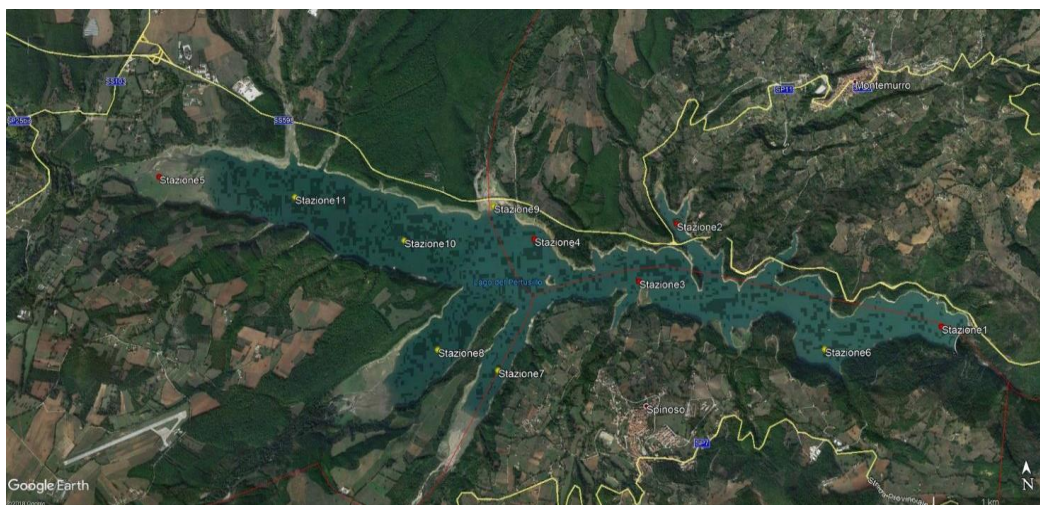 Montemurro
SP11
SS598
Stazione5
Stazione11
Stazione9
Stazione10
Stazione4
Stazione2
Lago del Pertusillo
Stazione3
Stazione1
Stazione8
Stazione6
Stazione7
Spinoso
Google Earth
N
1 km